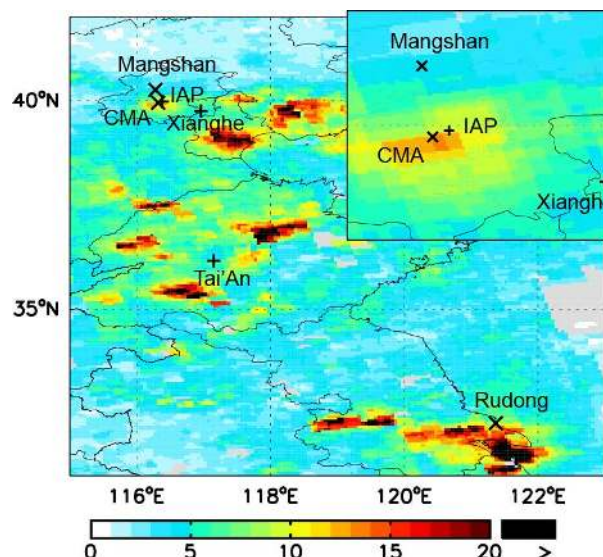 Mangshan
IAP
CMA
Xianghe
Tai'An
Rudong
Mangshan
IAP
CMA
Xiangh
40°N
35°N
116°E 118°E 120°E 122°E
0 5 10 15 20 >